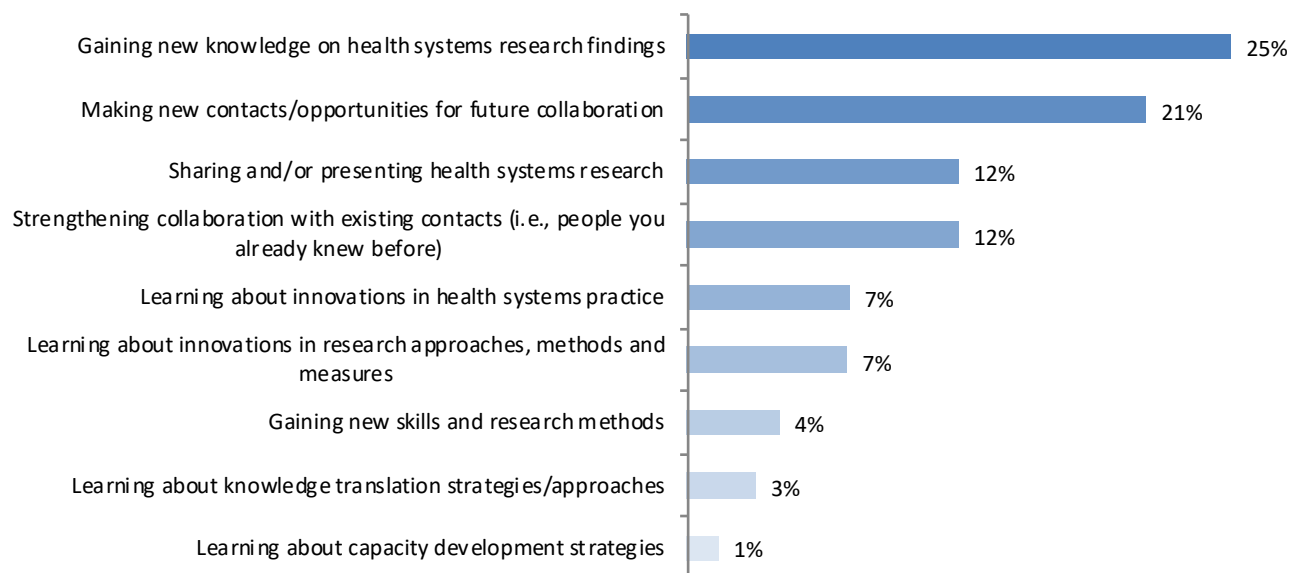 Gaining new knowledge on health systems research findings
25%
Making new contacts/opportunities for future collaboration
21%
Sharing and/or presenting health systems research
12%
Strengthening collaboration with existing contacts (i.e., people you
already knew before)
12%
Learning about innovations in health systems practice
7%
Learning about innovations in research approaches, methods and
measures
7%
Gaining new skills and research methods
4%
Learning about knowledge translation strategies/approaches
3%
Learning about capacity development strategies
1%